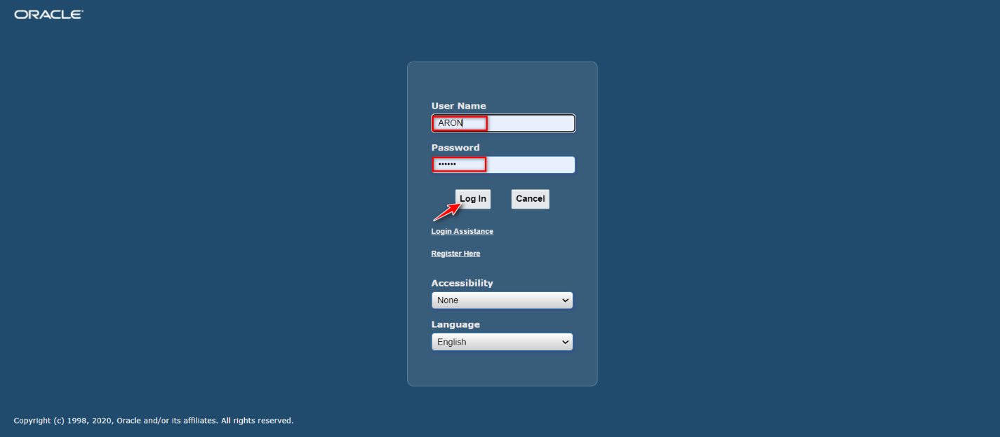 ORACLE
User Name
ARON
Password
••••••
Log In Cancel
Login Assistance
Register Here
Accessibility
None
Language
English
Copyright (c) 1998, 2020, Oracle and/or its affiliates. All rights reserved.